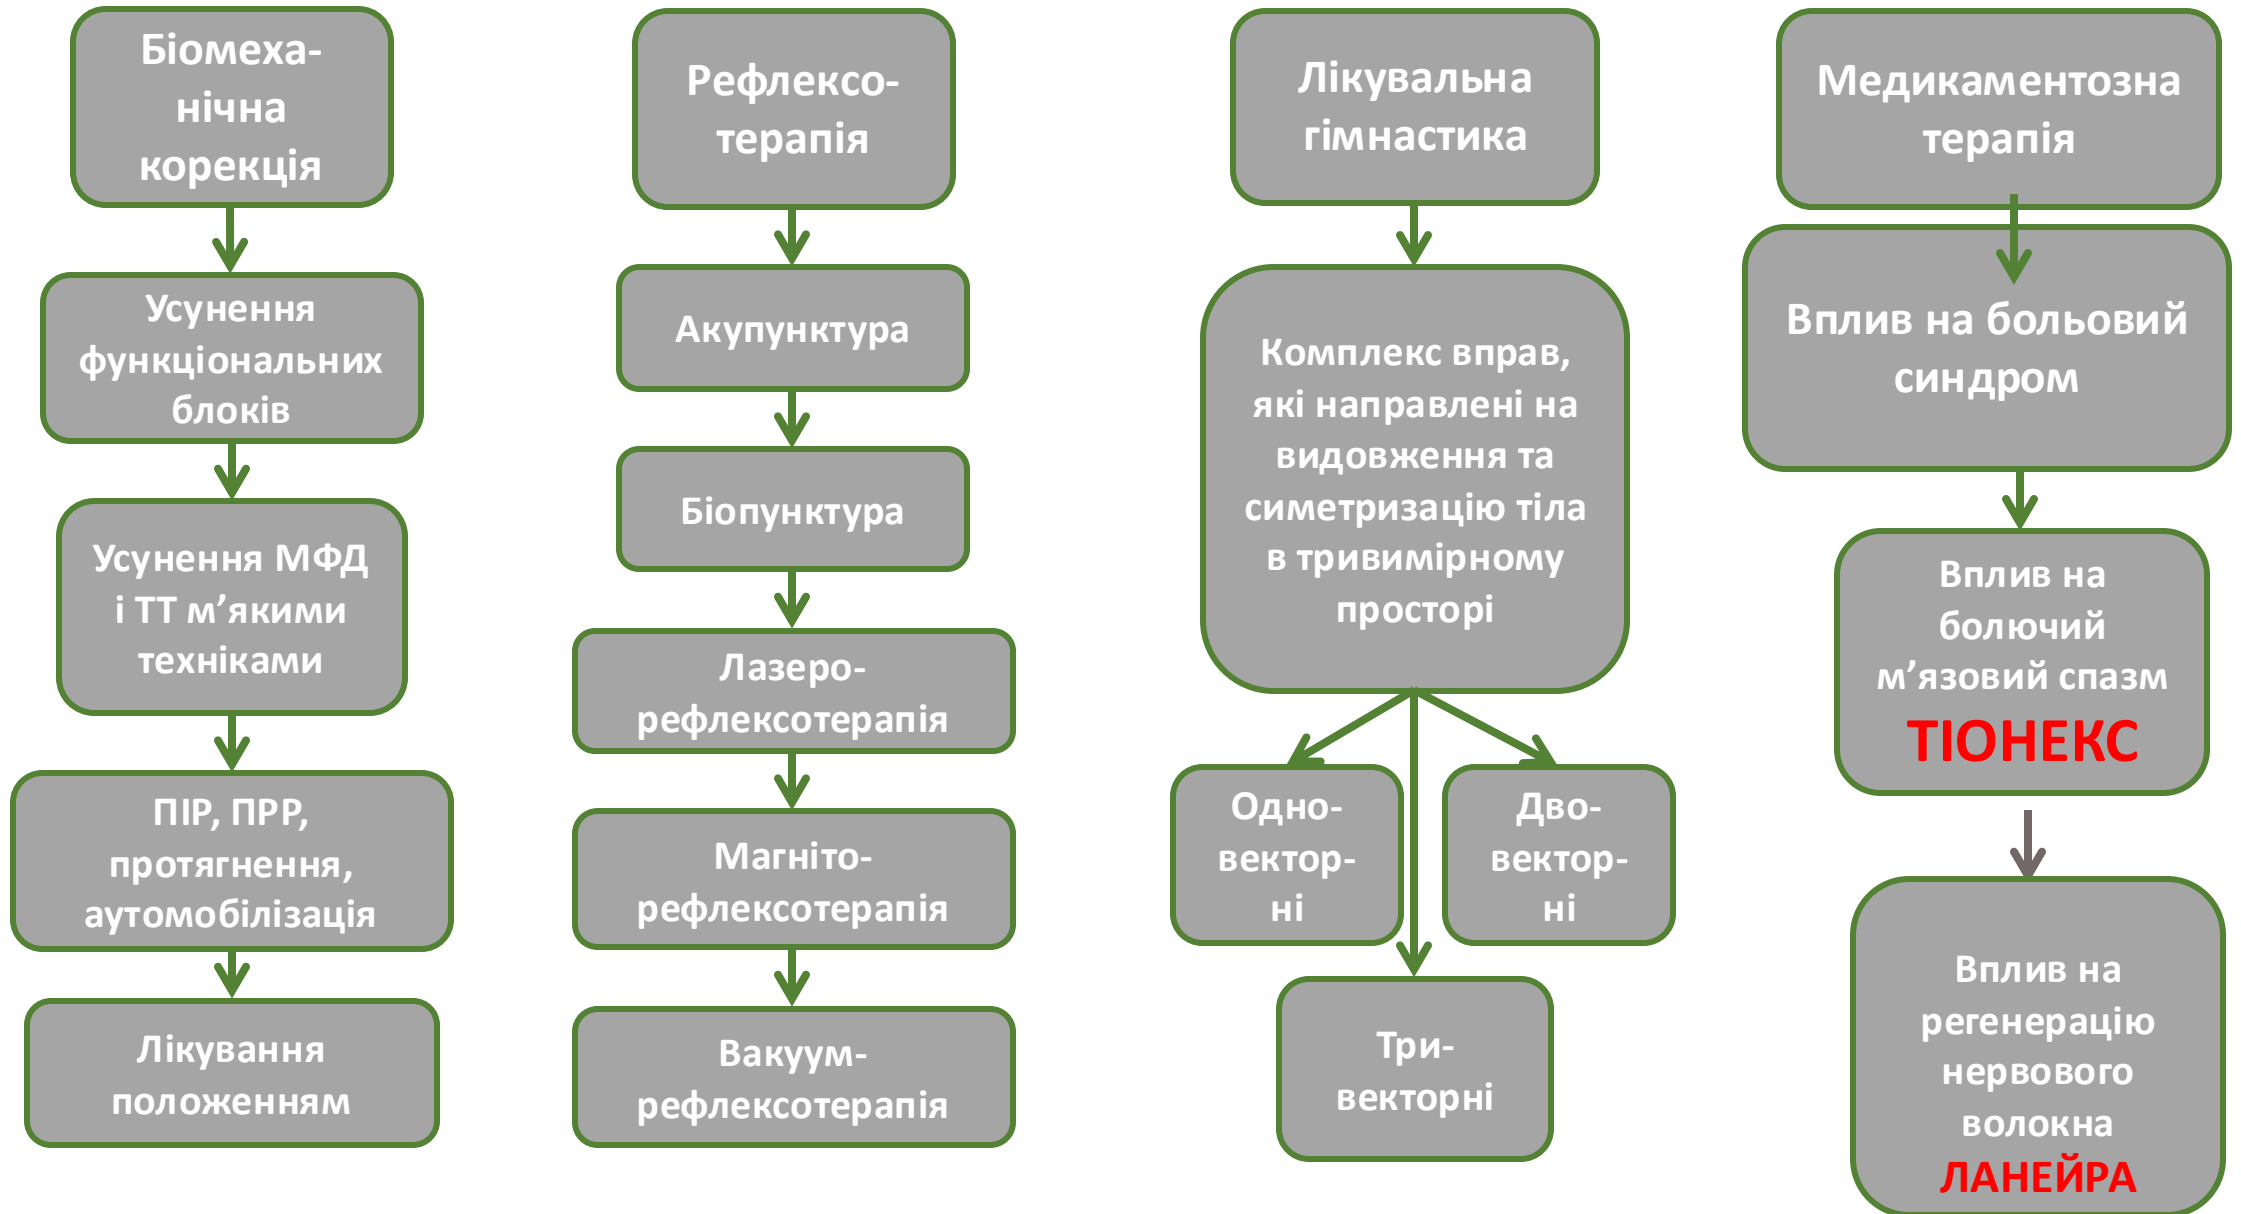 Біомеха-
нічна
корекція
Усунення
функціональних
блоків
Усунення МФД
і ТТ м’якими
техніками
ПІР, ПРР,
протягнення,
аутомобілізація
Лікування
положенням
Рефлексо-
терапія
Акупунктура
Біопунктура
Лазеро-
рефлексотерапія
Магніто-
рефлексотерапія
Вакуум-
рефлексотерапія
Лікувальна
гімнастика
Комплекс вправ,
які направлені на
видовження та
симетризацію тіла
в тривимірному
просторі
Одно-
вектор-
ні
Дво-
вектор-
ні
Три-
векторні
Медикаментозна
терапія
Вплив на больовий
синдром
Вплив на
болючий
м’язовий спазм
ТІОНЕКС
Вплив на
регенерацію
нервового
волокна
ЛАНЕЙРА